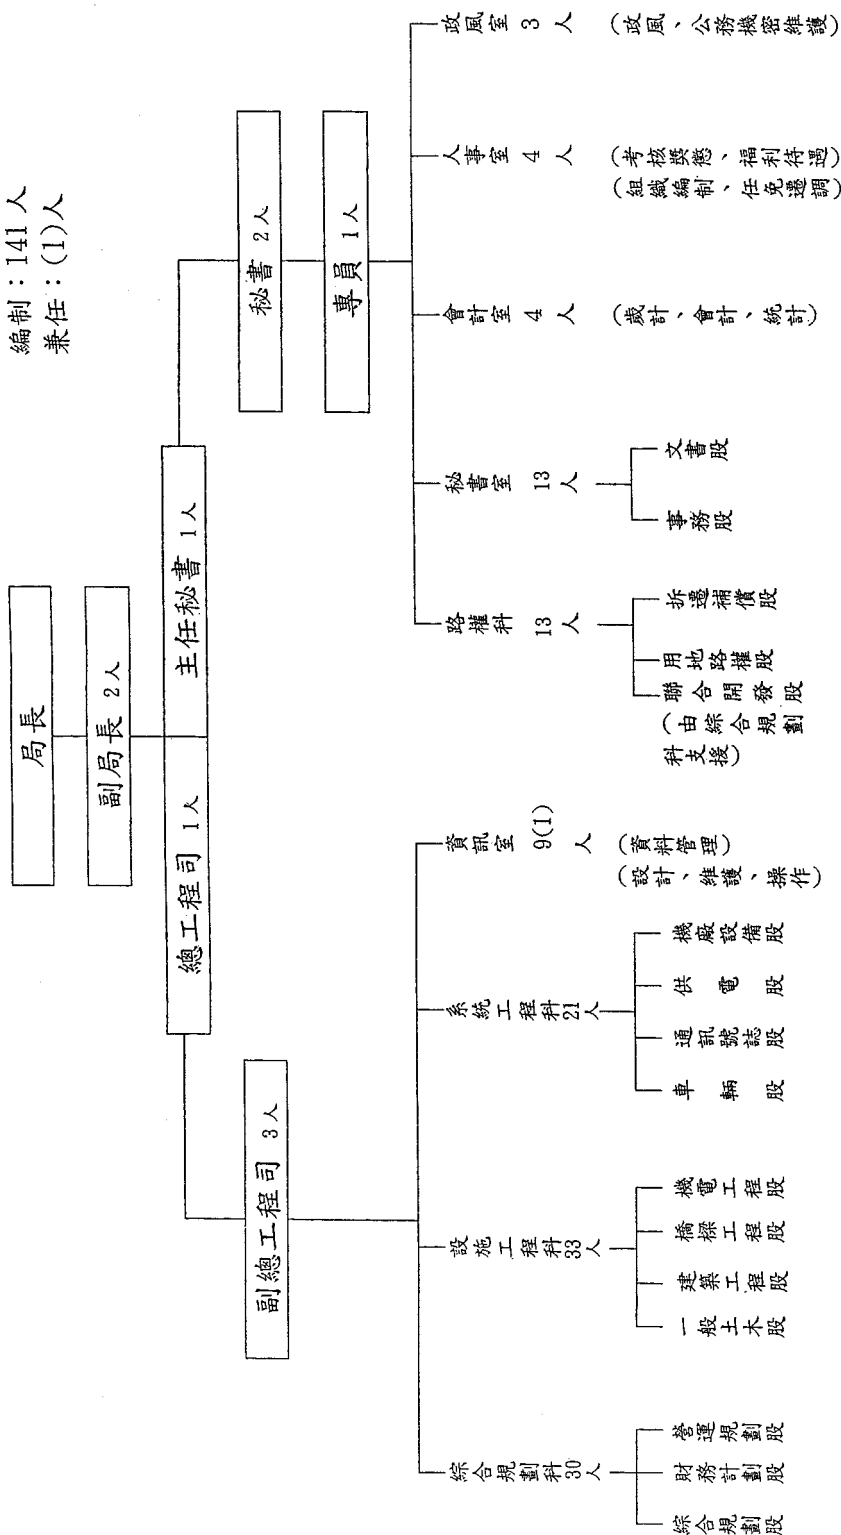 編制：141人
兼任：(1)人
局長
副局長 2人
總工程司 1人
主任秘書 1人
副總工程司 3人
秘書 2人
專員 1人
綜合規劃科30人
綜合規劃股
財務計劃股
營運規劃股
設施工程科33人
一般土木股
建築工程股
橋樑工程股
機電工程股
系統工程科21人
車輛股
通訊號誌股
供電股
機廠設備股
資訊室 9(1)人
(資料管理)
(設計、維護、操作)
路權科 13人
聯合開發股
(由綜合規劃
科支援)
用地路權股
拆遷補償股
秘書室 13人
事務股
文書股
會計室 4人
(歲計、會計、統計)
人事室 4人
(考核獎懲、福利待遇)
(組織編制、任免遷調)
政風室 3人
(政風、公務機密維護)